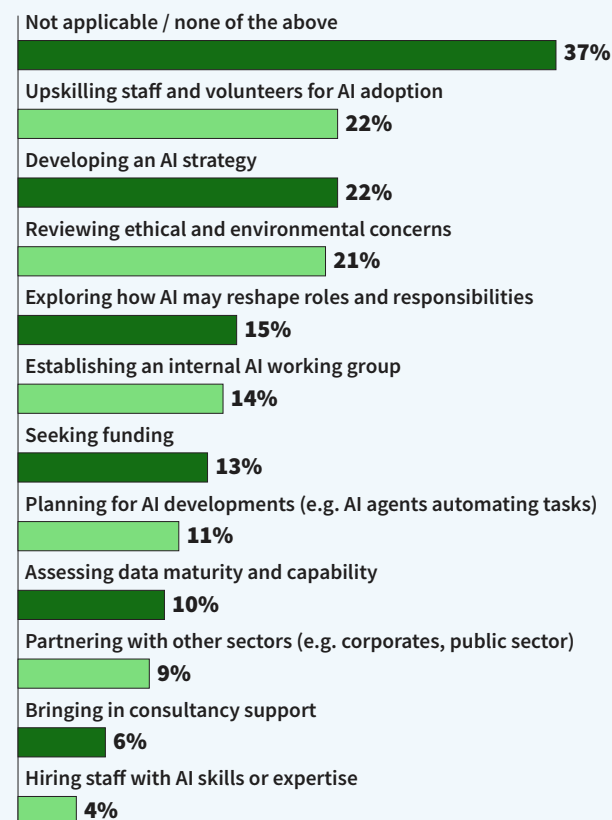 Not applicable / none of the above
37%
Upskilling staff and volunteers for AI adoption
22%
Developing an AI strategy
22%
Reviewing ethical and environmental concerns
21%
Exploring how AI may reshape roles and responsibilities
15%
Establishing an internal AI working group
14%
Seeking funding
13%
Planning for AI developments (e.g. AI agents automating tasks)
11%
Assessing data maturity and capability
10%
Partnering with other sectors (e.g. corporates, public sector)
9%
Bringing in consultancy support
6%
Hiring staff with AI skills or expertise
4%